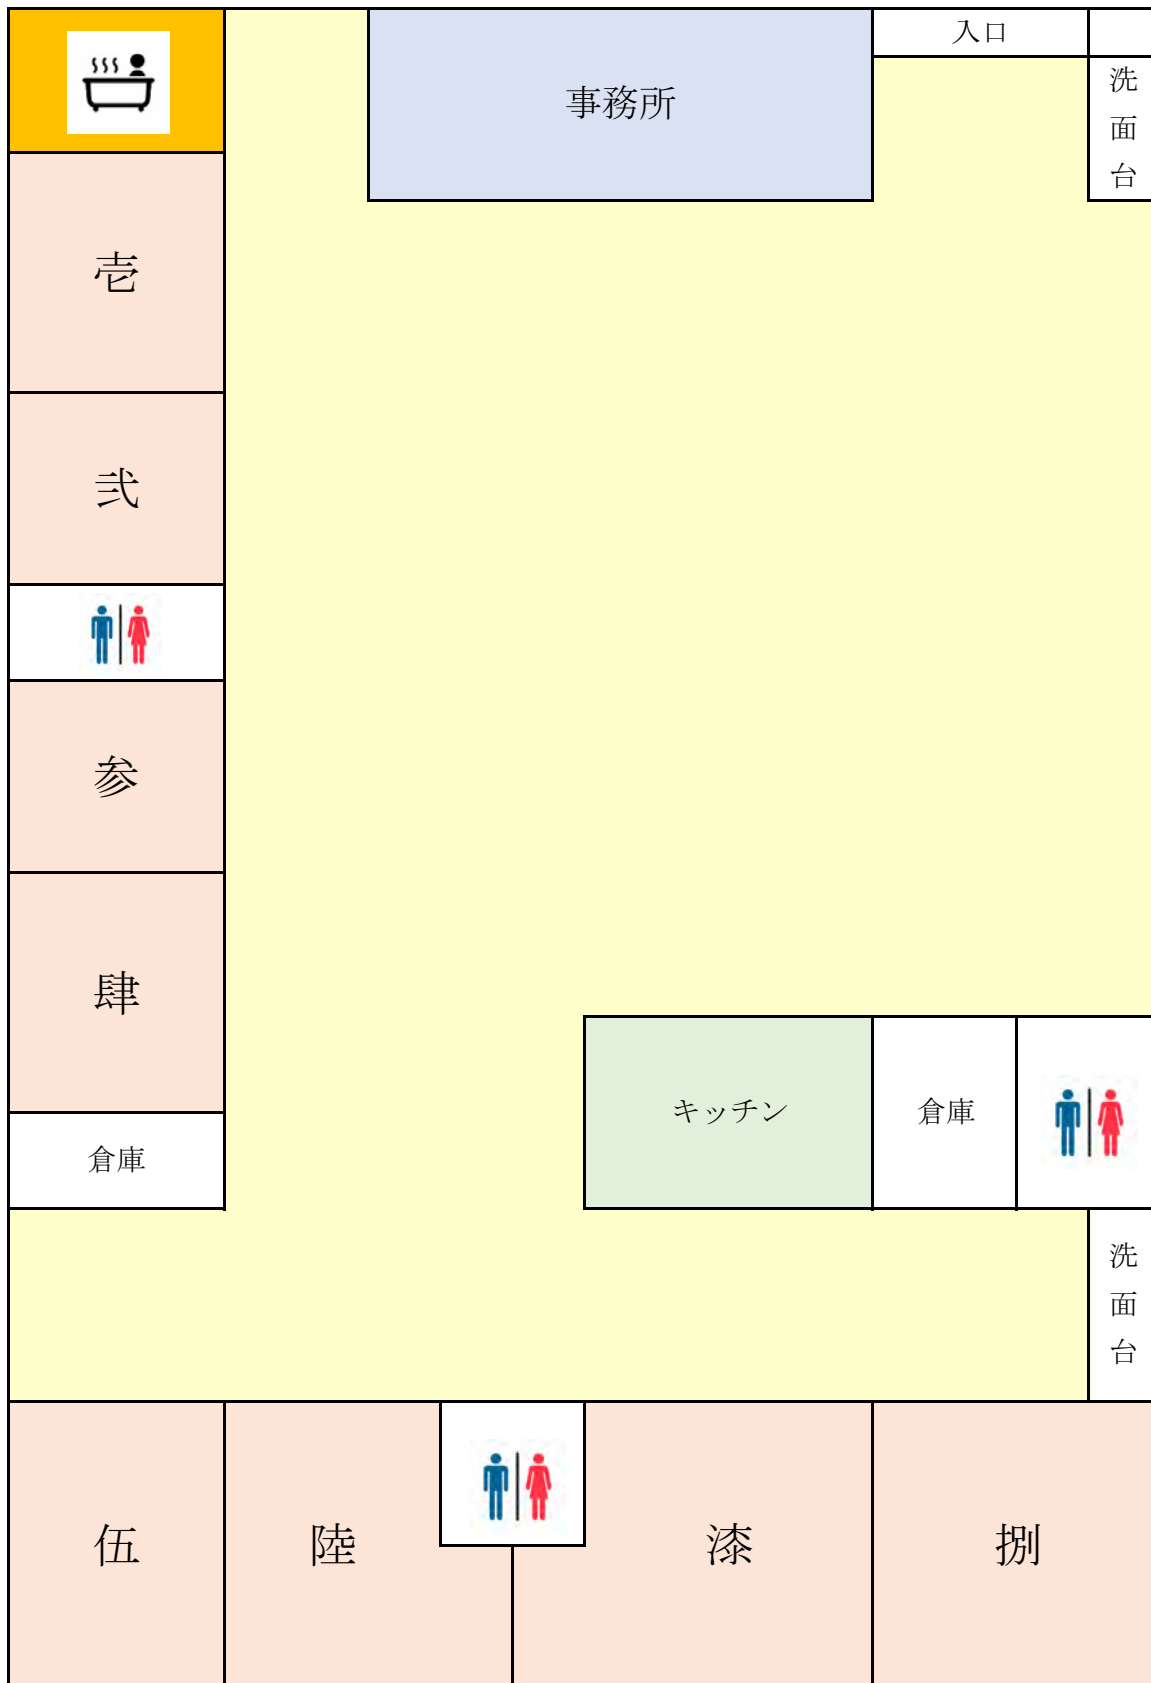 入口
事務所
洗面台
壱
弐
参
肆
キッチン
倉庫
倉庫
洗面台
伍
陸
漆
捌